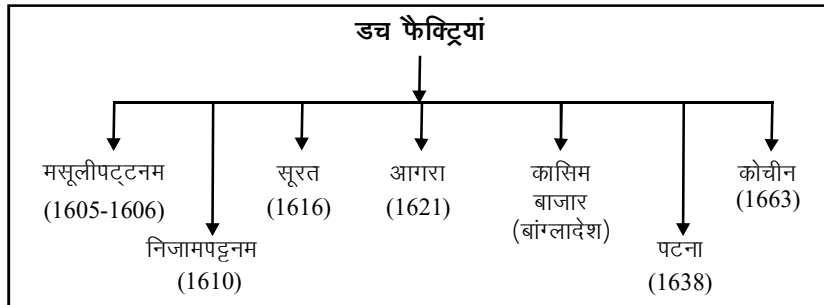 डच फैक्ट्रियां
मसूलीपट्टनम
(1605-1606)
निजामपट्टनम
(1610)
सूरत
(1616)
आगरा
(1621)
कासिम
बाजार
(बांग्लादेश)
पटना
(1638)
कोचीन
(1663)